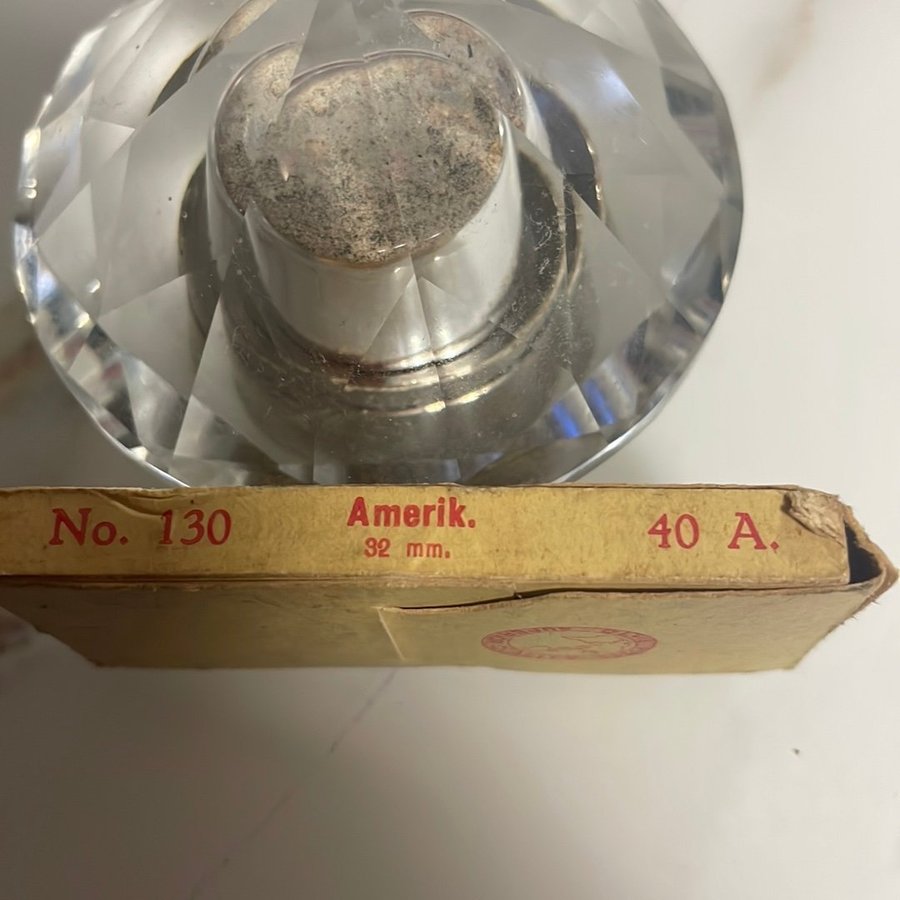 No. 130
Amerik.
32 mm.
40 A.